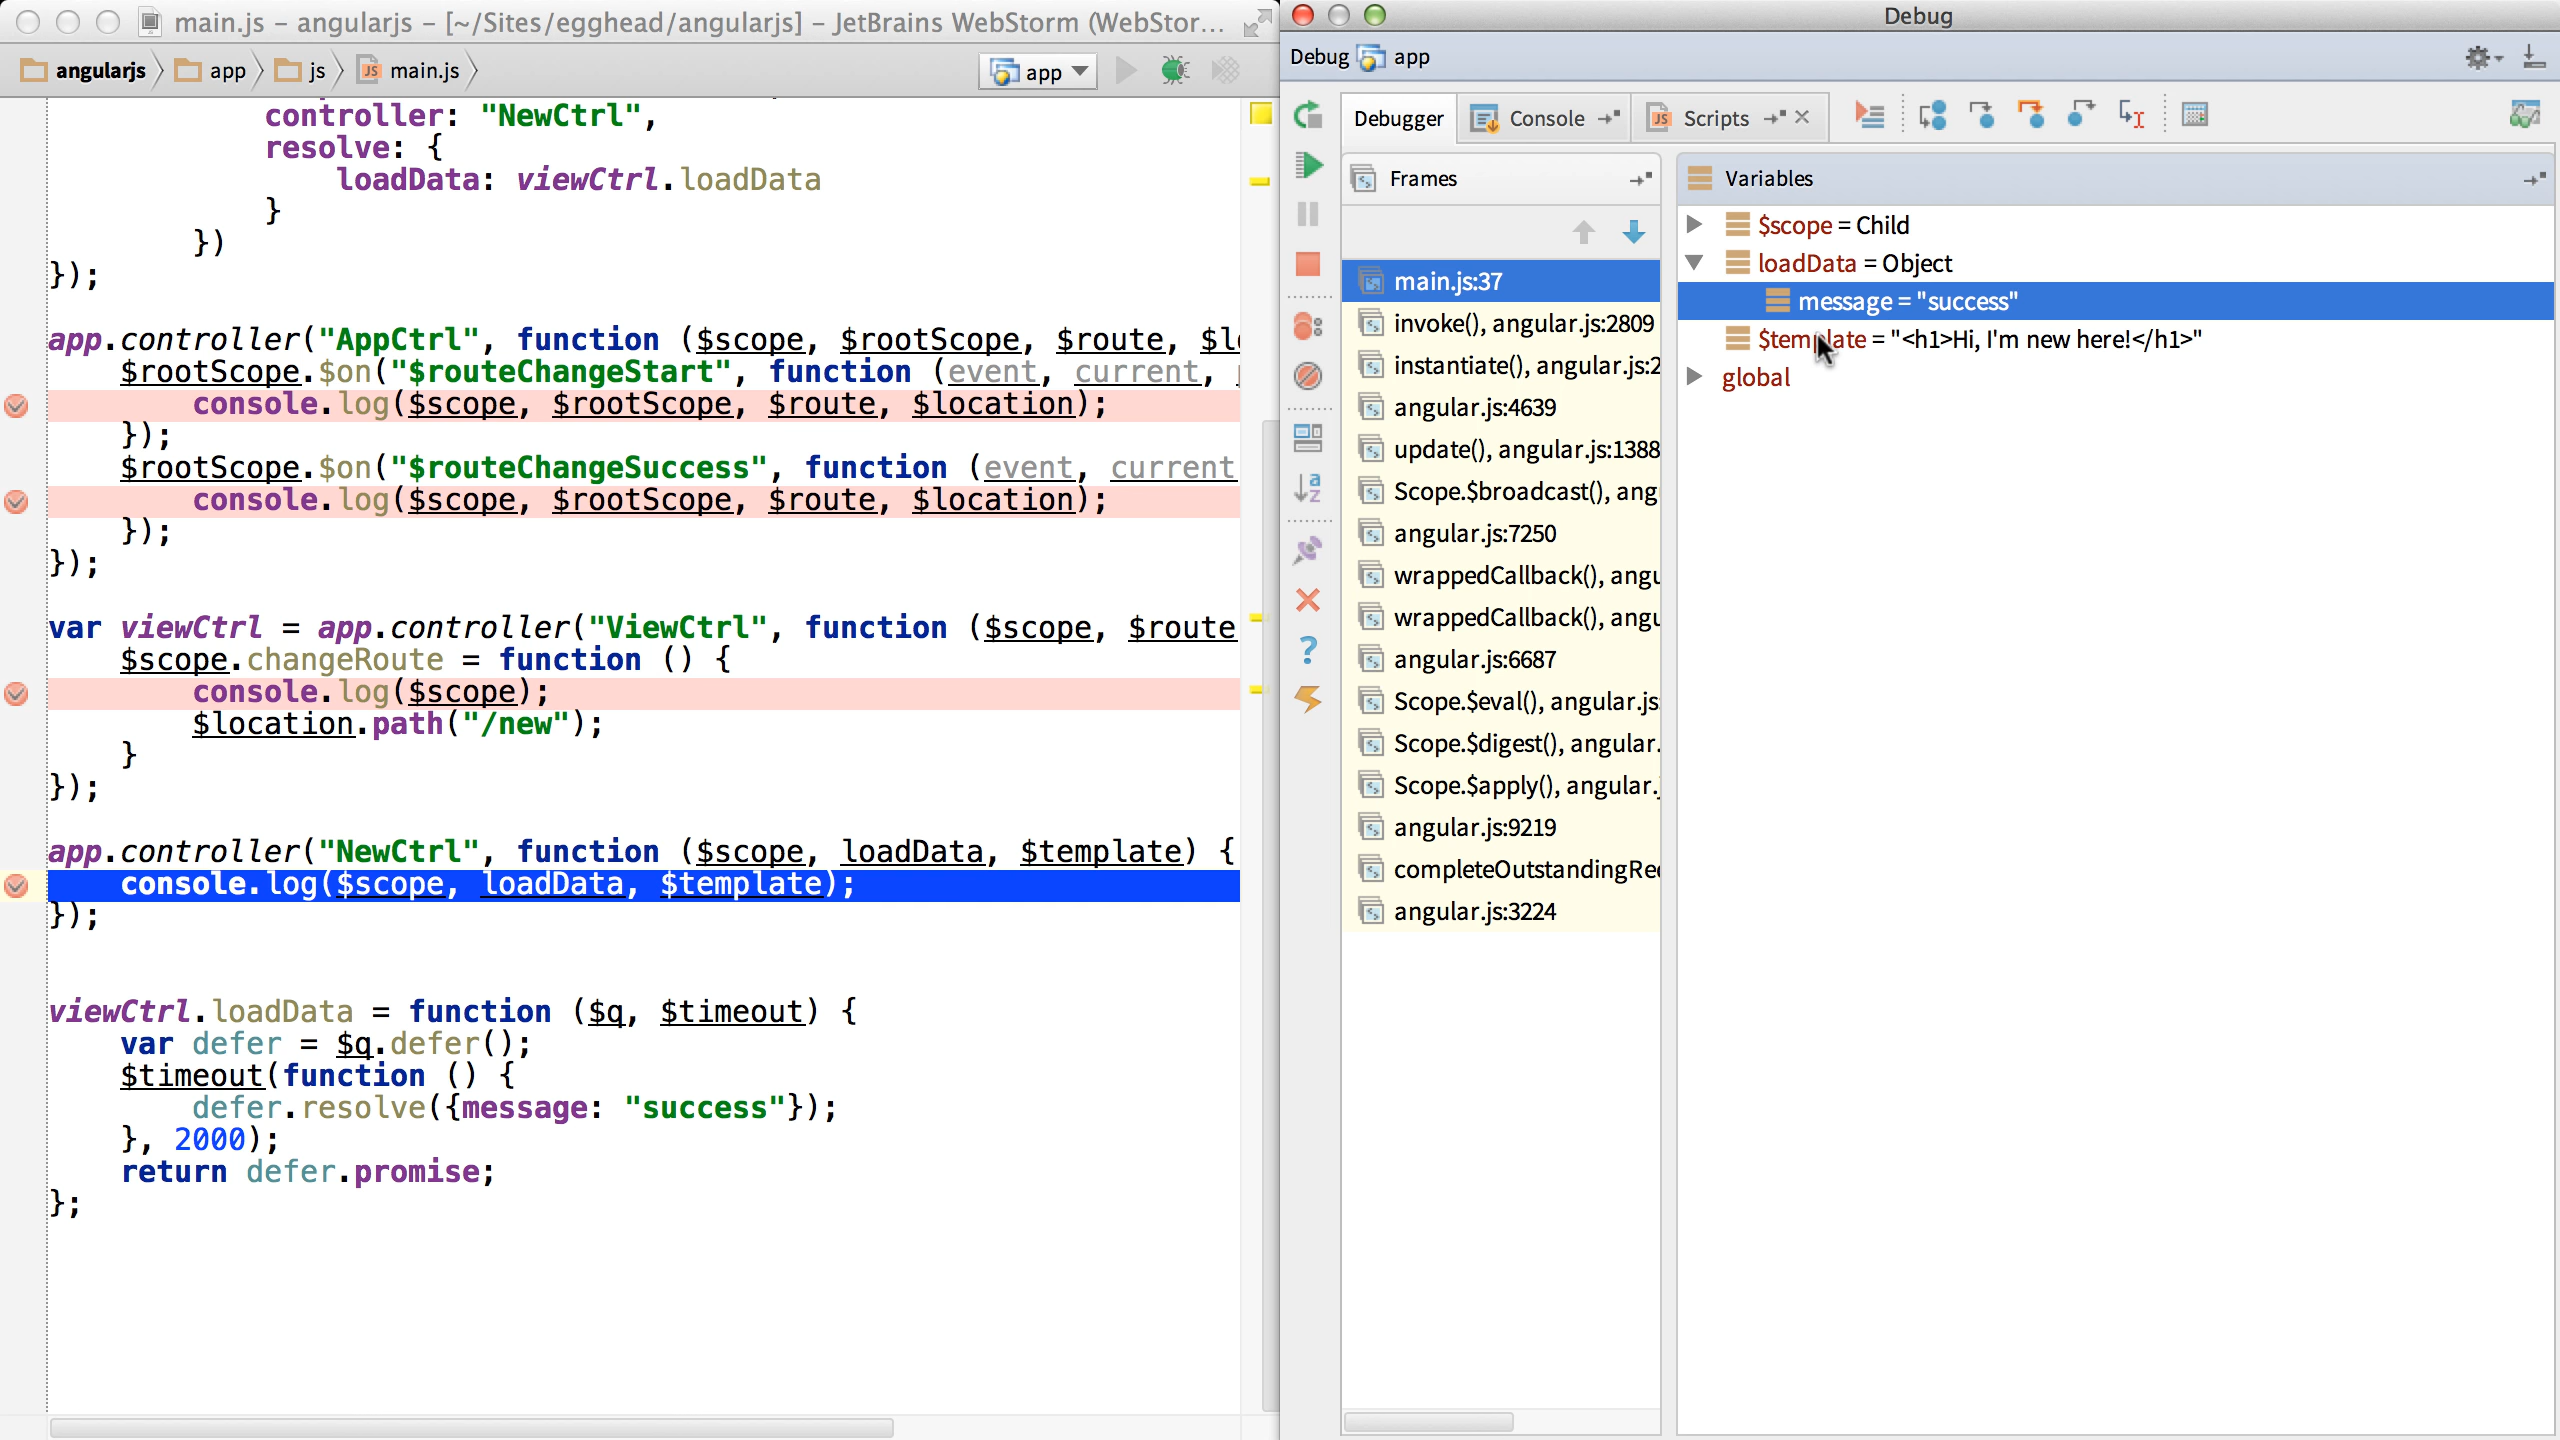 main.js – angularjs – [~/Sites/egghead/angularjs] – JetBrains WebStorm (WebStor...
angularjs
app
js
main.js
app
controller: "NewCtrl",
resolve: {
loadData: viewCtrl.loadData
}
})
});
app.controller("AppCtrl", function ($scope, $rootScope, $route, $l
$rootScope.$on("$routeChangeStart", function (event, current,
console.log($scope, $rootScope, $route, $location);
});
$rootScope.$on("$routeChangeSuccess", function (event, current
console.log($scope, $rootScope, $route, $location);
});
});
var viewCtrl = app.controller("ViewCtrl", function ($scope, $route
$scope.changeRoute = function () {
console.log($scope);
$location.path("/new");
}
});
app.controller("NewCtrl", function ($scope, loadData, $template) {
console.log($scope, loadData, $template);
});
viewCtrl.loadData = function ($q, $timeout) {
var defer = $q.defer();
$timeout(function () {
defer.resolve({message: "success"});
}, 2000);
return defer.promise;
};
Debug
Debug app
Debugger
Console
Scripts
Frames
main.js:37
invoke(), angular.js:2809
instantiate(), angular.js:2
angular.js:4639
update(), angular.js:1388
Scope.$broadcast(), ang
angular.js:7250
wrappedCallback(), angu
wrappedCallback(), angu
angular.js:6687
Scope.$eval(), angular.js:
Scope.$digest(), angular.
Scope.$apply(), angular.j
angular.js:9219
completeOutstandingRe
angular.js:3224
Variables
$scope = Child
loadData = Object
message = "success"
$template = "<h1>Hi, I'm new here!</h1>"
global